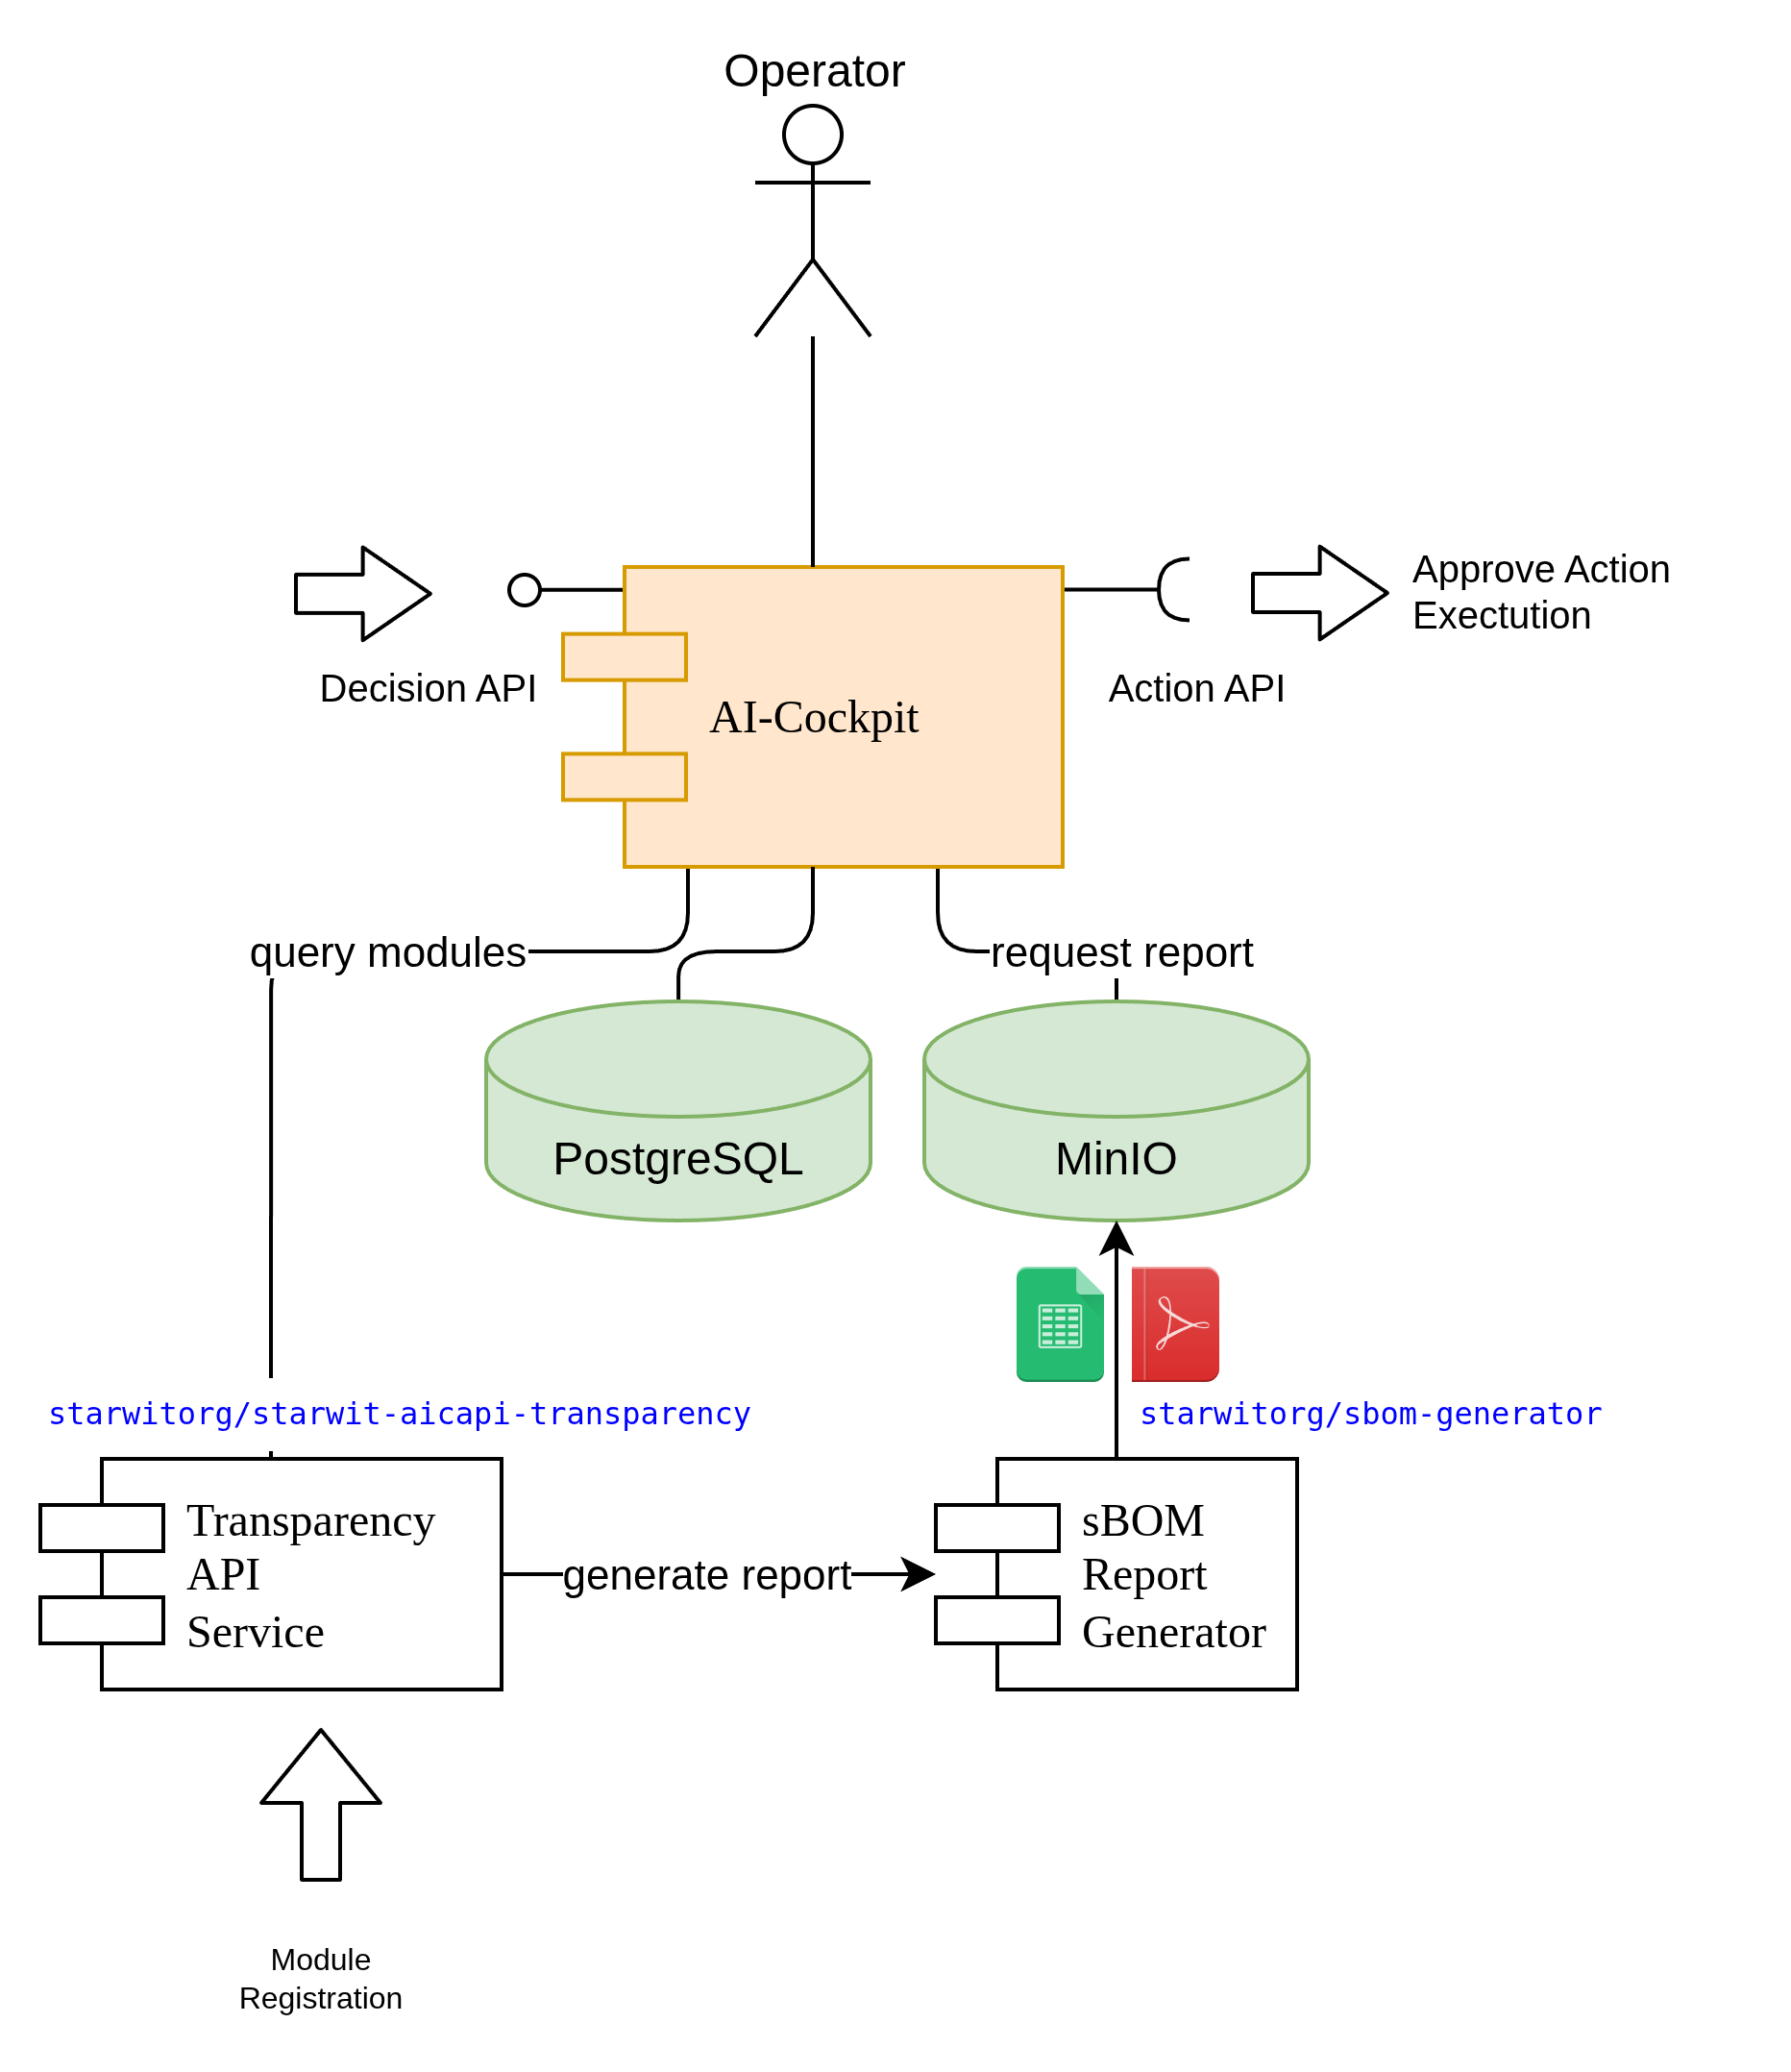 Operator
Approve Action
Exectution
Decision API
Action API
AI-Cockpit
query modules
request report
PostgreSQL
MinIO
starwitorg/starwit-aicapi-transparency
starwitorg/sbom-generator
Transparency
API
Service
generate report
sBOM
Report
Generator
Module
Registration